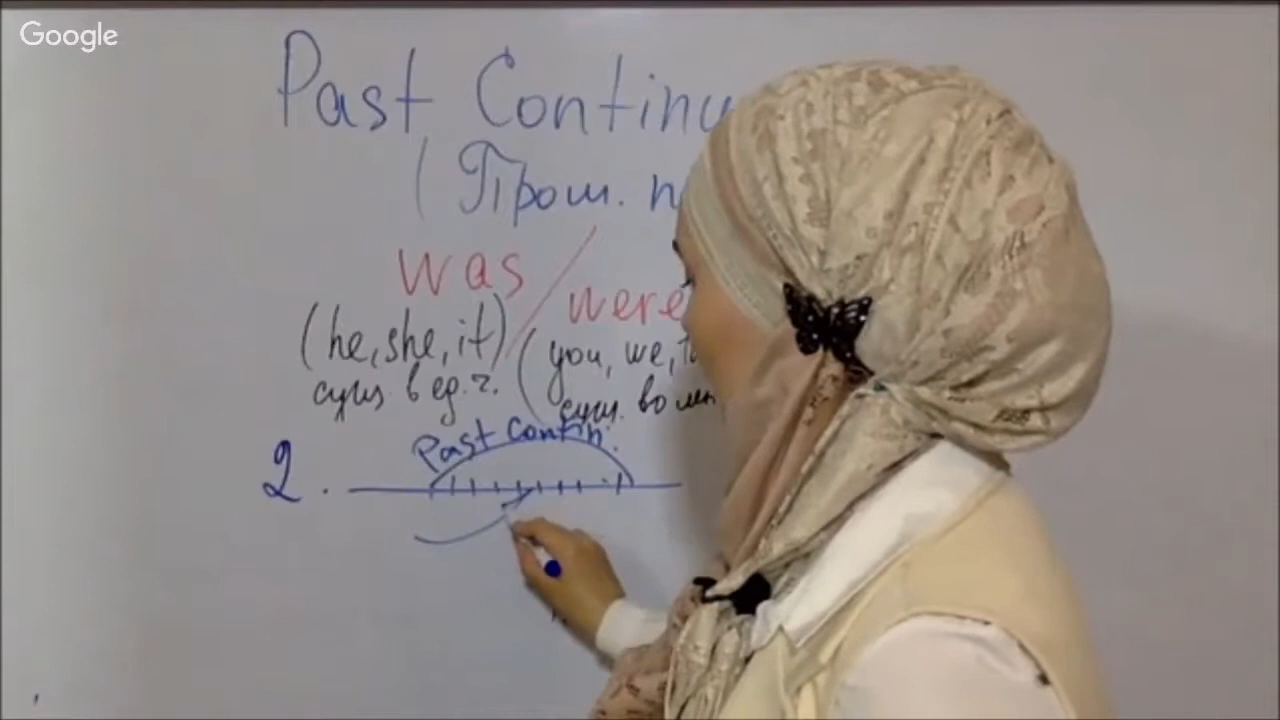 Google
Past Continu
(Прош. п
was / were
(he, she, it) (you, we, t
сущ. в ед. ч. сущ. во мн
Past Contin.
2.